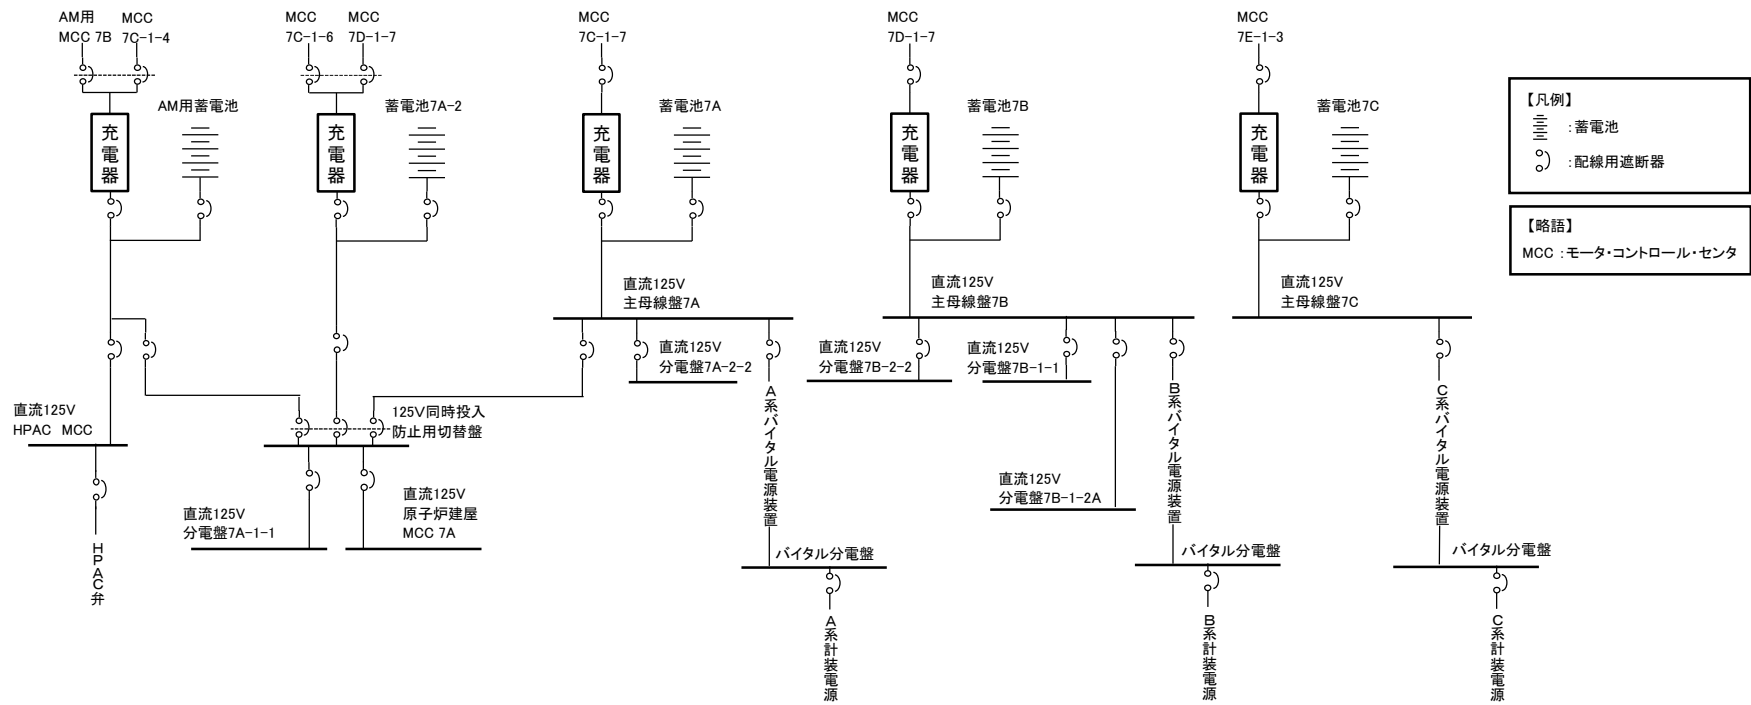 AM用
MCC 7B
MCC
7C-1-4
MCC
7C-1-6
MCC
7D-1-7
MCC
7C-1-7
MCC
7D-1-7
MCC
7E-1-3
AM用蓄電池
蓄電池7A-2
蓄電池7A
蓄電池7B
蓄電池7C
充電器
充電器
充電器
充電器
充電器
【凡例】
:蓄電池
:配線用遮断器
【略語】
MCC :モータ・コントロール・センタ
直流125V
主母線盤7A
直流125V
主母線盤7B
直流125V
主母線盤7C
直流125V
分電盤7A-2-2
直流125V
分電盤7B-2-2
直流125V
分電盤7B-1-1
直流125V
HPAC MCC
125V同時投入
防止用切替盤
A系バイタル電源装置
B系バイタル電源装置
C系バイタル電源装置
直流125V
分電盤7B-1-2A
直流125V
分電盤7A-1-1
直流125V
原子炉建屋
MCC 7A
HPAC弁
バイタル分電盤
バイタル分電盤
バイタル分電盤
A系計装電源
B系計装電源
C系計装電源